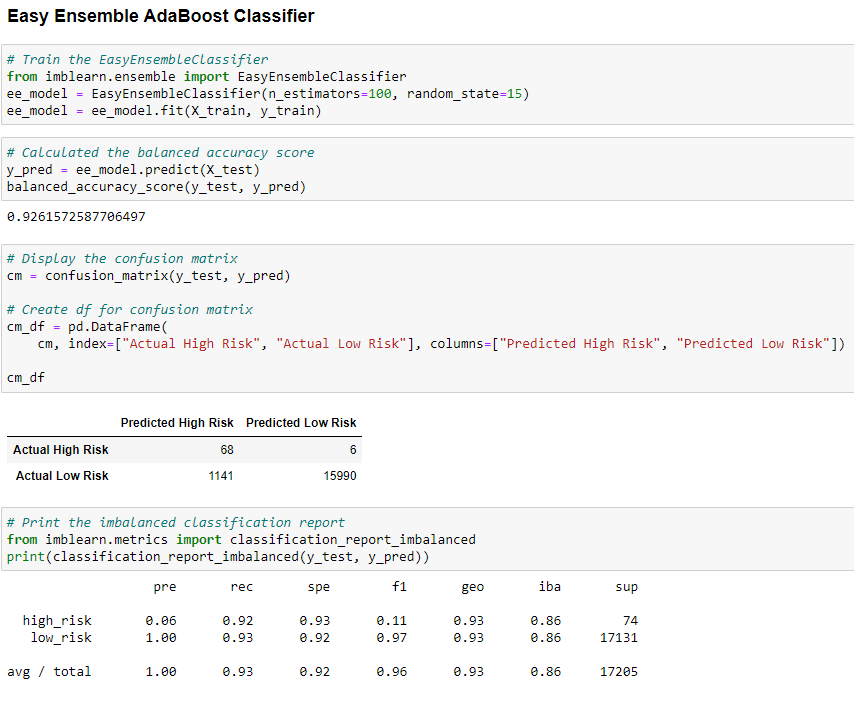 Easy Ensemble AdaBoost Classifier
# Train the EasyEnsembleClassifier
from imblearn.ensemble import EasyEnsembleClassifier
ee_model = EasyEnsembleClassifier(n_estimators=100, random_state=15)
ee_model = ee_model.fit(X_train, y_train)
# Calculated the balanced accuracy score
y_pred = ee_model.predict(X_test)
balanced_accuracy_score(y_test, y_pred)
0.9261572587706497
# Display the confusion matrix
cm = confusion_matrix(y_test, y_pred)
# Create df for confusion matrix
cm_df = pd.DataFrame(
    cm, index=["Actual High Risk", "Actual Low Risk"], columns=["Predicted High Risk", "Predicted Low Risk"])
cm_df
Predicted High Risk Predicted Low Risk
Actual High Risk 68 6
Actual Low Risk 1141 15990
# Print the imbalanced classification report
from imblearn.metrics import classification_report_imbalanced
print(classification_report_imbalanced(y_test, y_pred))
pre rec spe f1 geo iba sup
high_risk 0.06 0.92 0.93 0.11 0.93 0.86 74
low_risk 1.00 0.93 0.92 0.97 0.93 0.86 17131
avg / total 1.00 0.93 0.92 0.96 0.93 0.86 17205